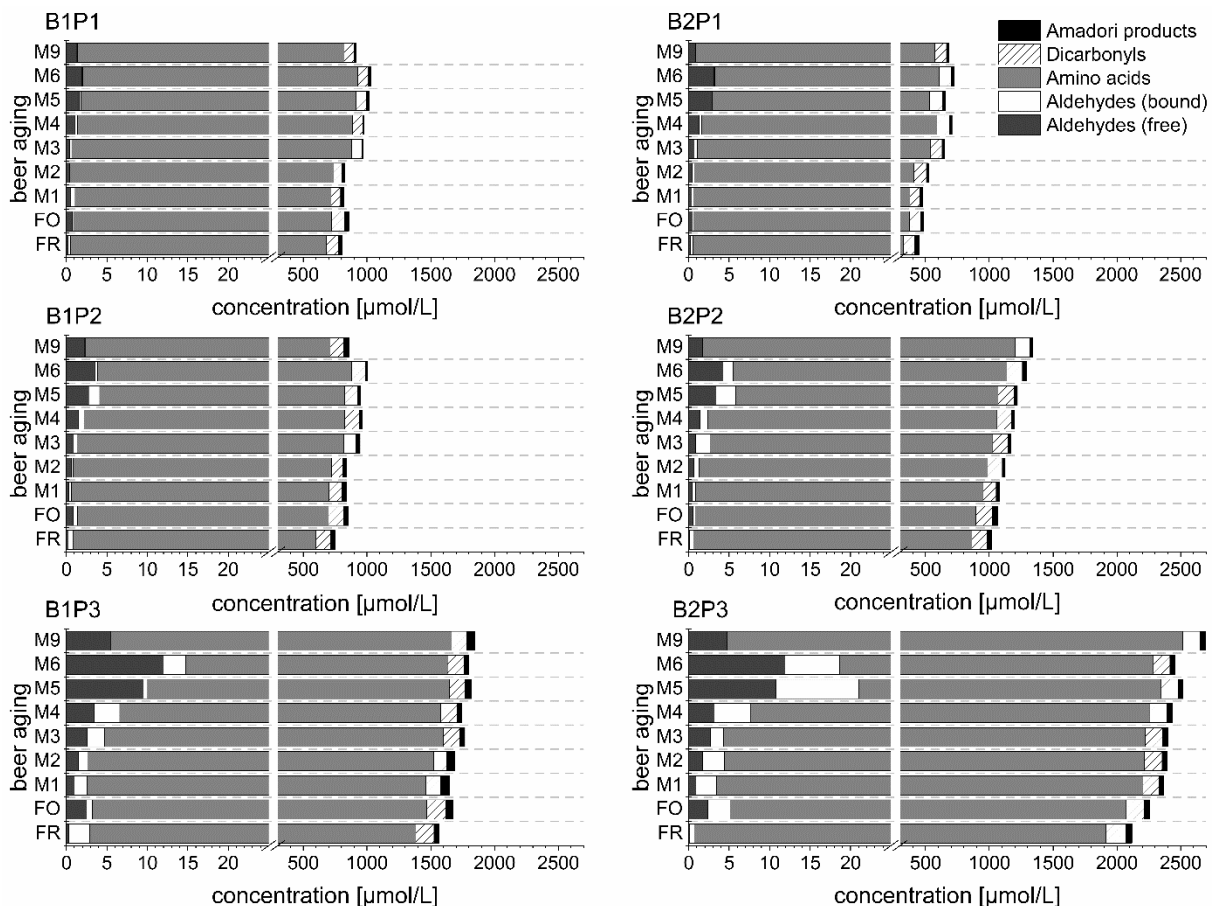 B1P1
M9
M6
M5
M4
M3
M2
M1
FO
FR
beer aging
0 5 10 15 20 500 1000 1500 2000 2500
concentration [µmol/L]
B2P1
M9
M6
M5
M4
M3
M2
M1
FO
FR
beer aging
0 5 10 15 20 500 1000 1500 2000 2500
concentration [µmol/L]
Amadori products
Dicarbonyls
Amino acids
Aldehydes (bound)
Aldehydes (free)
B1P2
M9
M6
M5
M4
M3
M2
M1
FO
FR
beer aging
0 5 10 15 20 500 1000 1500 2000 2500
concentration [µmol/L]
B2P2
M9
M6
M5
M4
M3
M2
M1
FO
FR
beer aging
0 5 10 15 20 500 1000 1500 2000 2500
concentration [µmol/L]
B1P3
M9
M6
M5
M4
M3
M2
M1
FO
FR
beer aging
0 5 10 15 20 500 1000 1500 2000 2500
concentration [µmol/L]
B2P3
M9
M6
M5
M4
M3
M2
M1
FO
FR
beer aging
0 5 10 15 20 500 1000 1500 2000 2500
concentration [µmol/L]